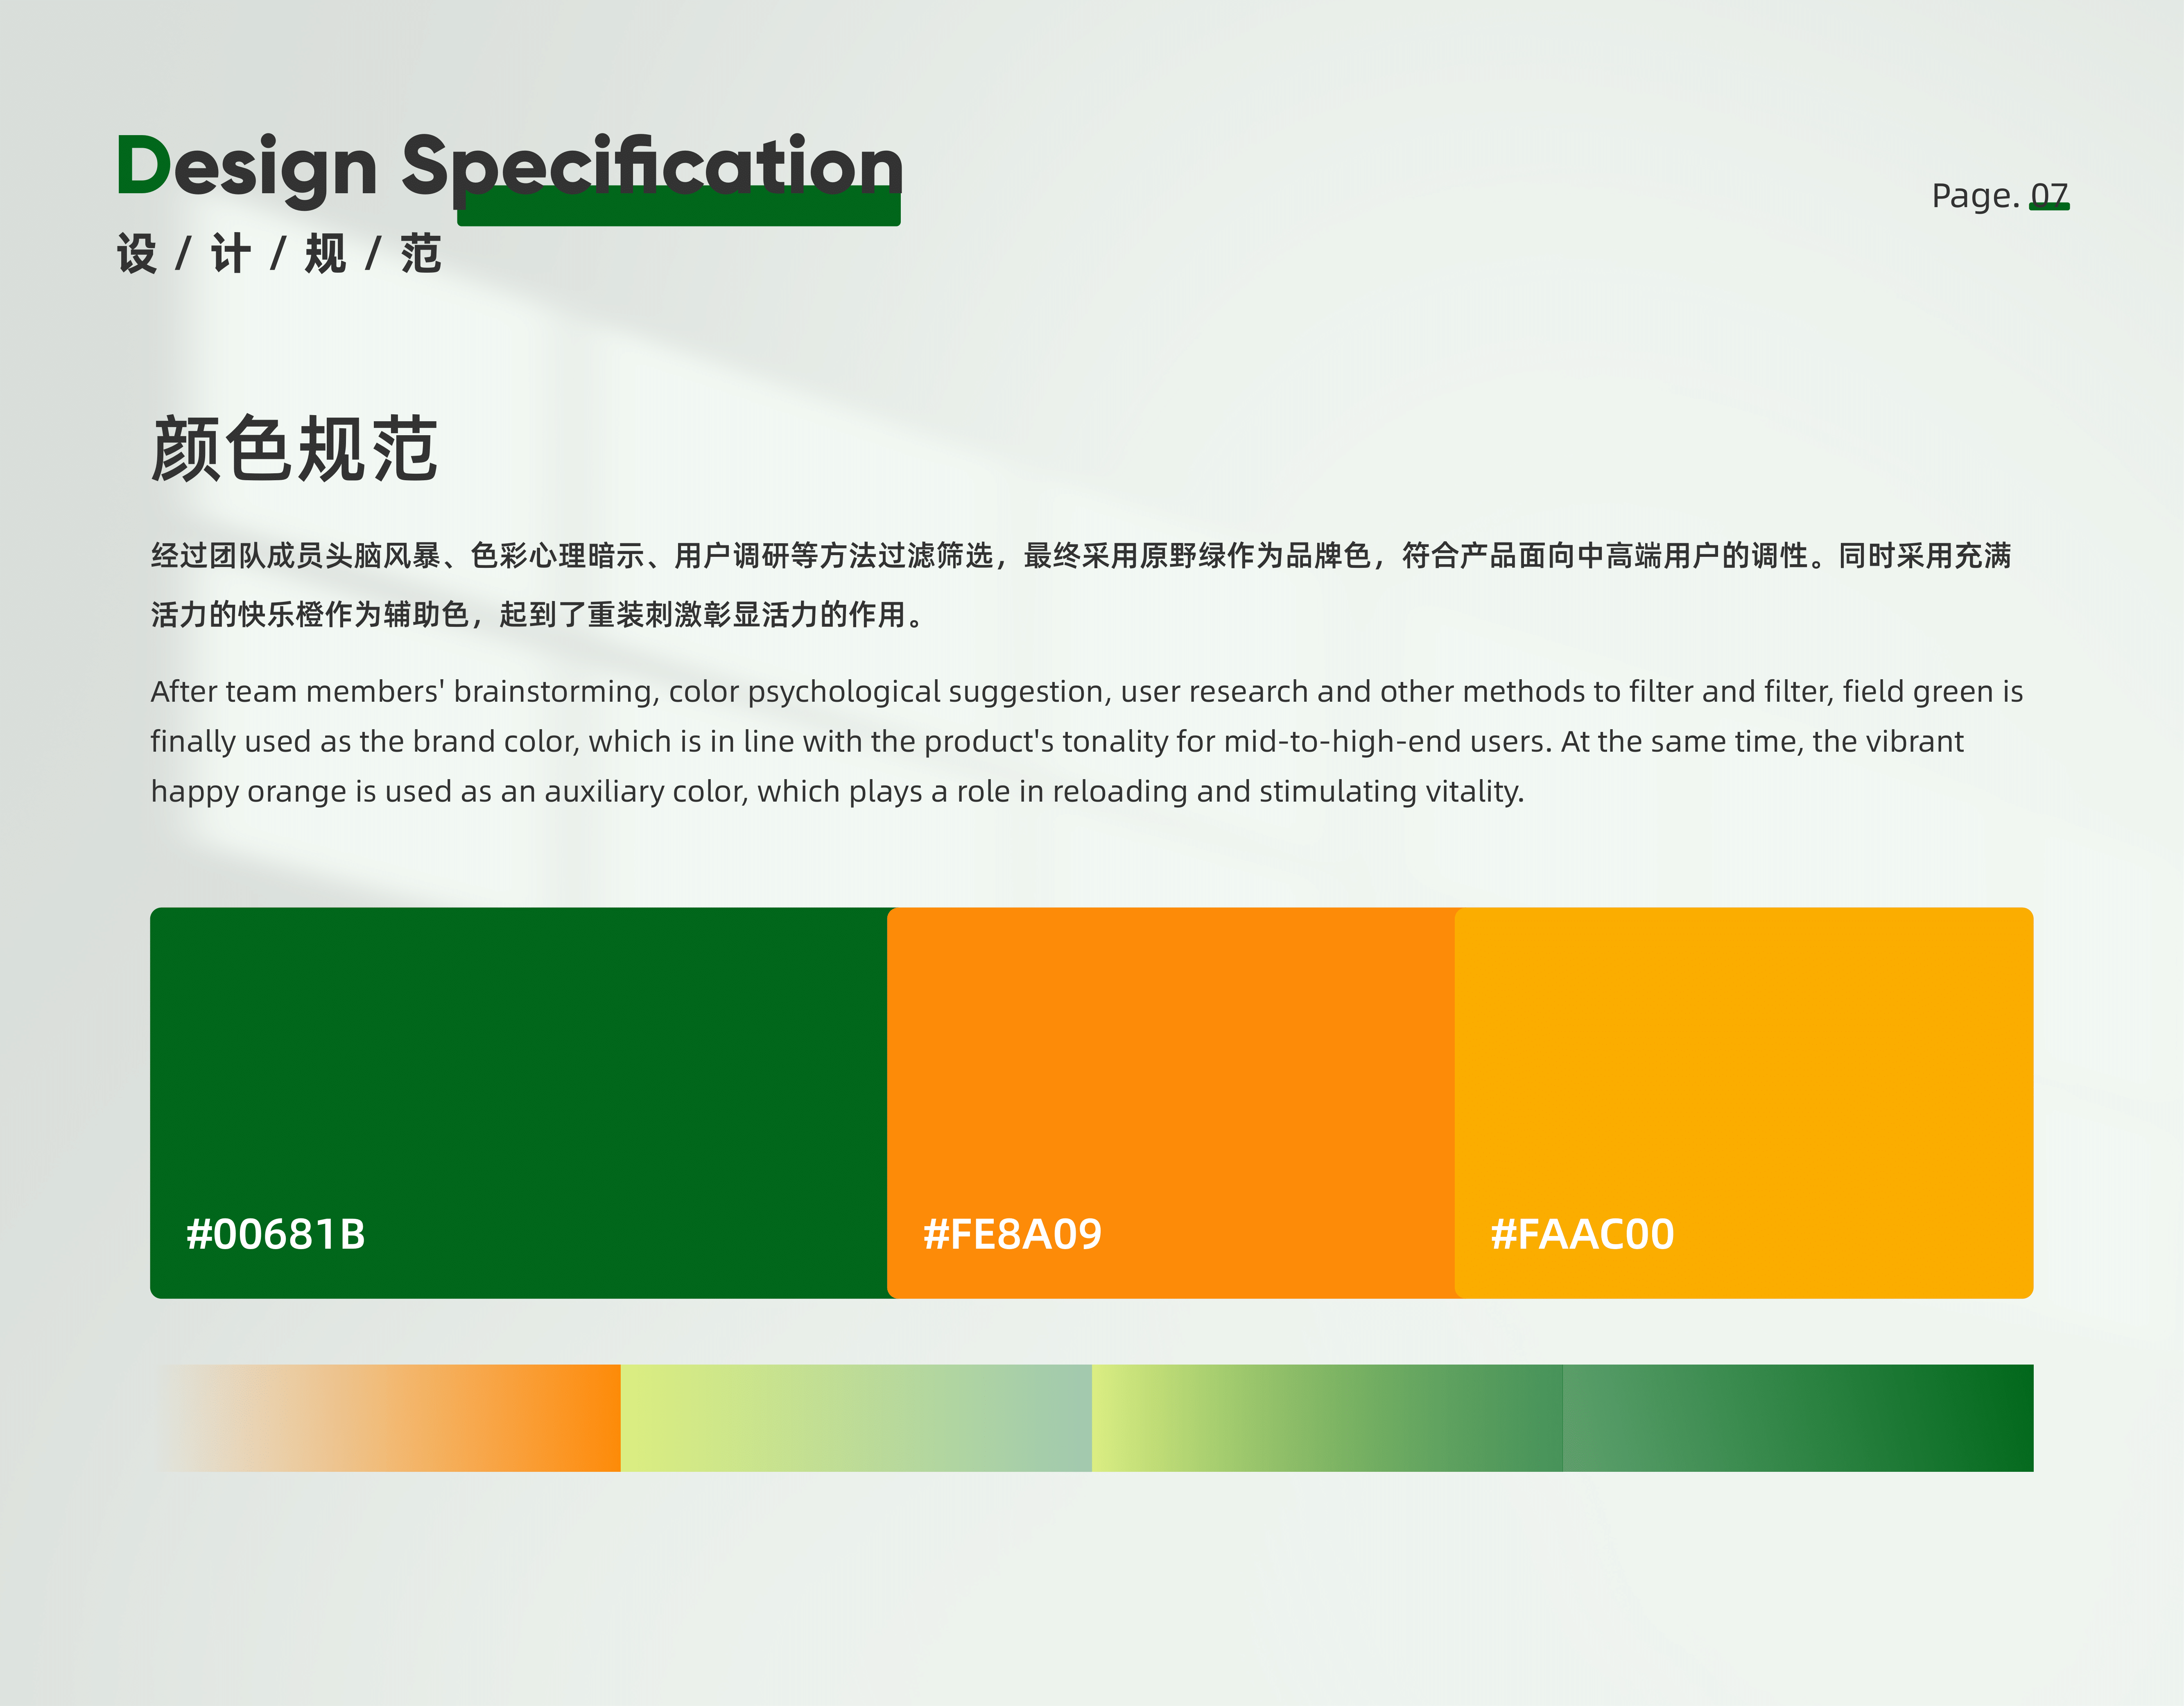 Design Specification
Page. 07
设 / 计 / 规 / 范
颜色规范
经过团队成员头脑风暴、色彩心理暗示、用户调研等方法过滤筛选，最终采用原野绿作为品牌色，符合产品面向中高端用户的调性。同时采用充满
活力的快乐橙作为辅助色，起到了重装刺激彰显活力的作用。
After team members' brainstorming, color psychological suggestion, user research and other methods to filter and filter, field green is
finally used as the brand color, which is in line with the product's tonality for mid-to-high-end users. At the same time, the vibrant
happy orange is used as an auxiliary color, which plays a role in reloading and stimulating vitality.
#00681B
#FE8A09
#FAAC00